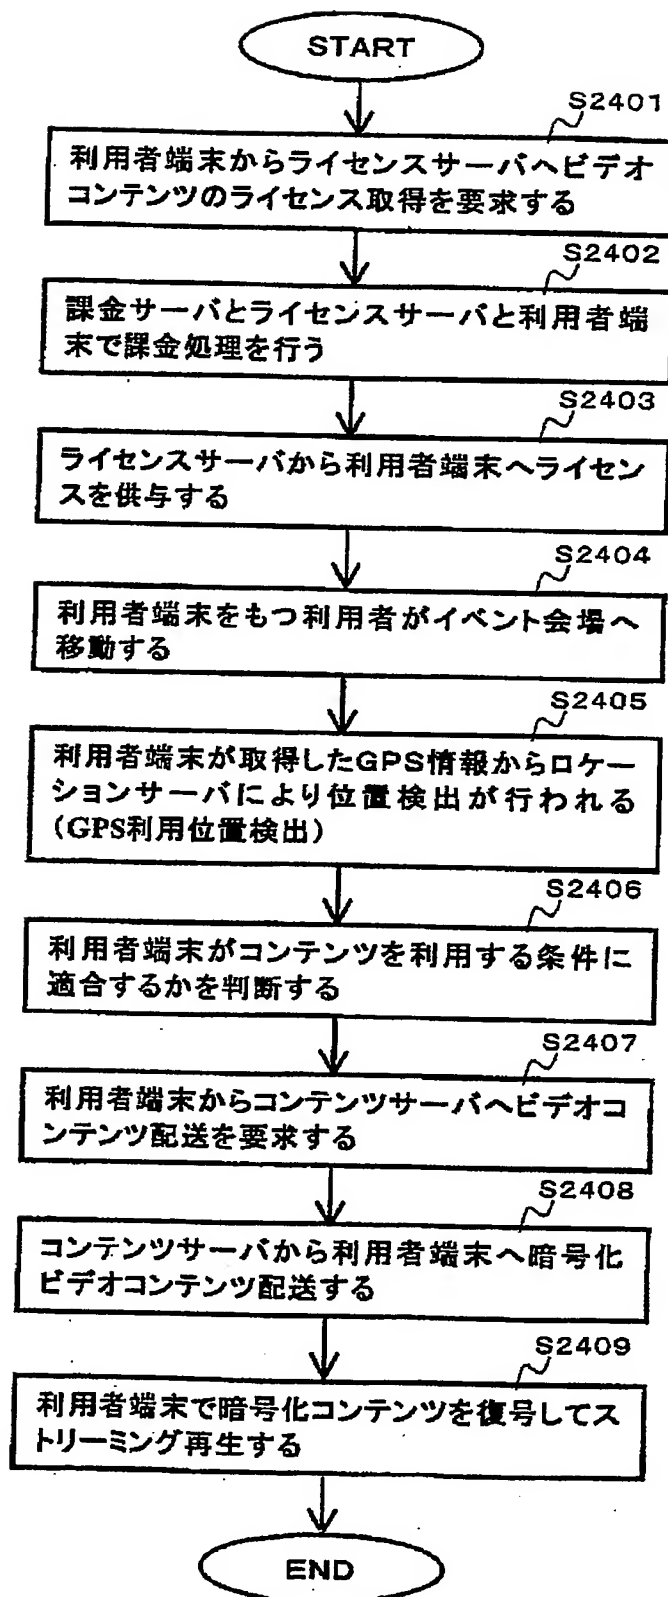 START
S2401
利用者端末からライセンスサーバへビデオ
コンテンツのライセンス取得を要求する
S2402
課金サーバとライセンスサーバと利用者端
末で課金処理を行う
S2403
ライセンスサーバから利用者端末へライセン
スを供与する
S2404
利用者端末をもつ利用者がイベント会場へ
移動する
S2405
利用者端末が取得したGPS情報からロケー
ションサーバにより位置検出が行われる
(GPS利用位置検出)
S2406
利用者端末がコンテンツを利用する条件に
適合するかを判断する
S2407
利用者端末からコンテンツサーバへビデオコ
ンテンツ配送を要求する
S2408
コンテンツサーバから利用者端末へ暗号化
ビデオコンテンツ配送する
S2409
利用者端末で暗号化コンテンツを復号してス
トリーミング再生する
END